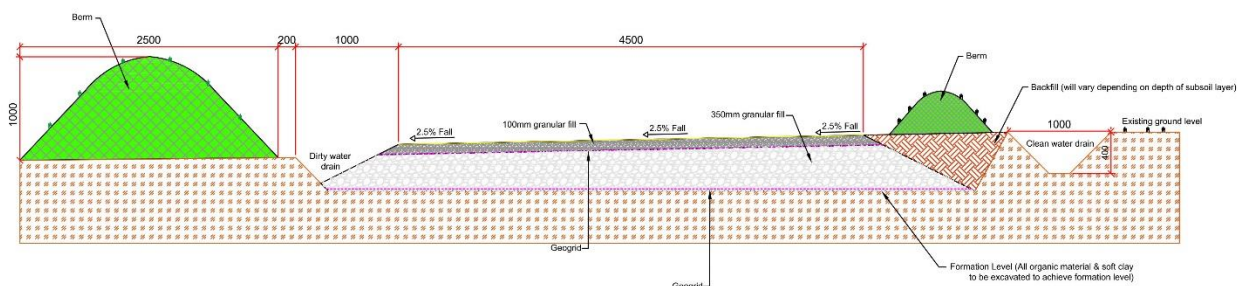 Berm
2500
200
1000
4500
Berm
Backfill (will vary depending on depth of subsoil layer)
1000
350mm granular fill
100mm granular fill
2.5% Fall
2.5% Fall
2.5% Fall
1000
Existing ground level
Clean water drain
400
Dirty water
drain
Geogrid
Formation Level (All organic material & soft clay
to be excavated to achieve formation level)
Geogrid